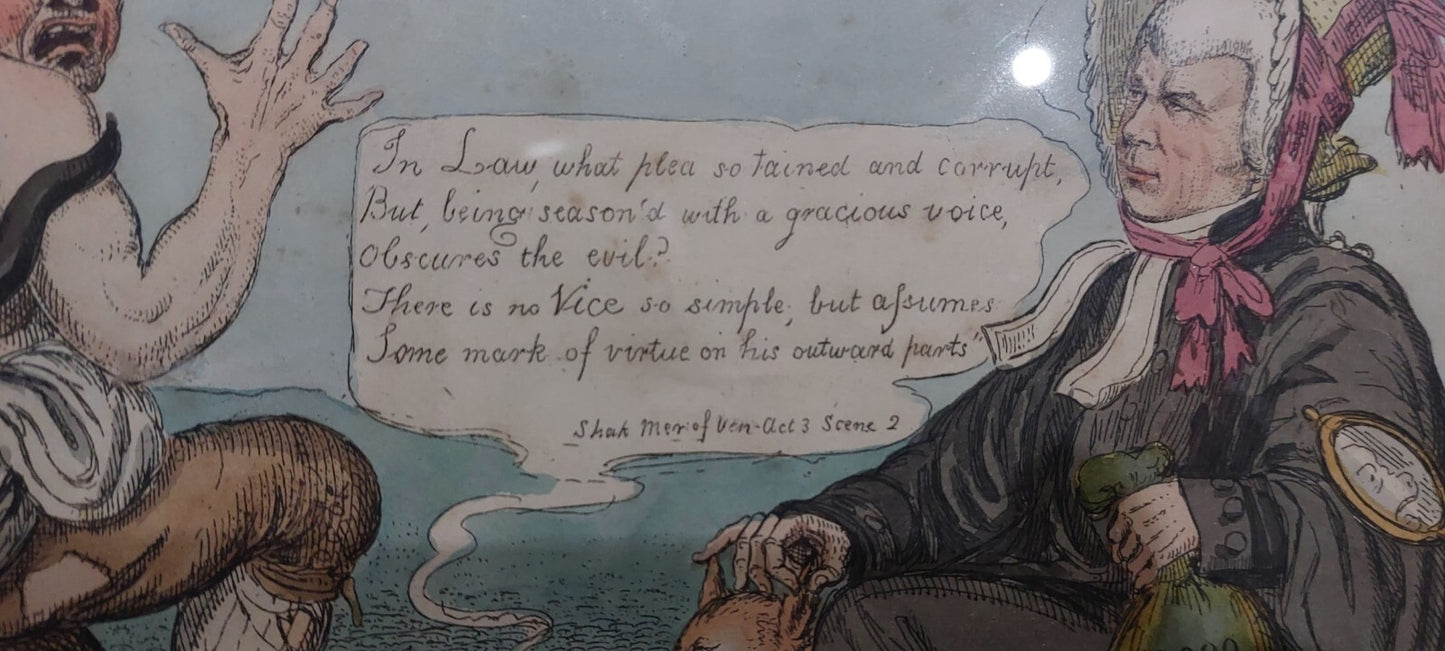 In Law, what plea so tained and corrupt,
But, being season'd with a gracious voice,
Obscures the evil?
There is no Vice so simple, but aſsumes
Some mark of virtue on his outward parts"
Shak Mer of Ven - Act 3 Scene 2